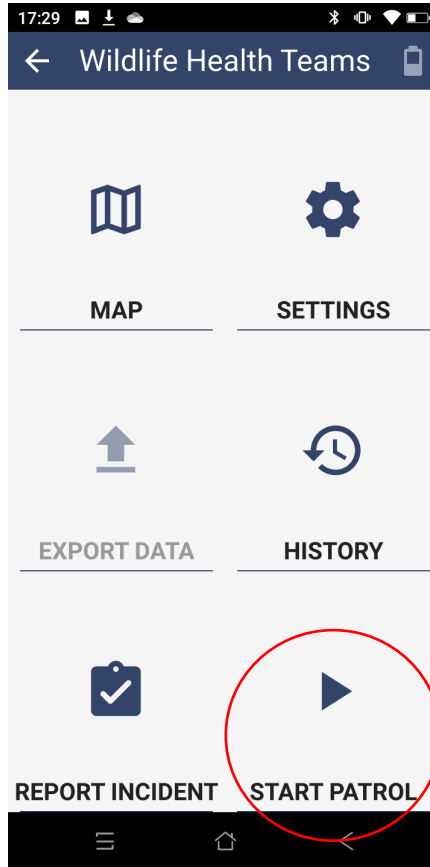 17:29
Wildlife Health Teams
MAP
SETTINGS
EXPORT DATA
HISTORY
REPORT INCIDENT
START PATROL